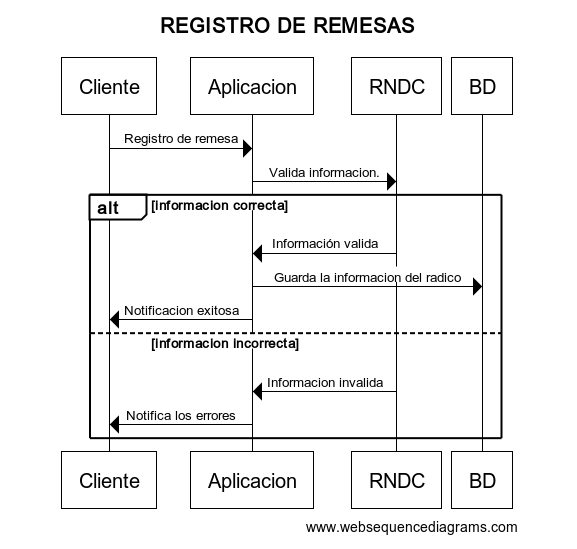 REGISTRO DE REMESAS
Cliente Aplicacion RNDC BD
Registro de remesa
Valida informacion.
alt [informacion correcta]
Información valida
Guarda la informacion del radico
Notificacion exitosa
[informacion incorrecta]
Informacion invalida
Notifica los errores
Cliente Aplicacion RNDC BD
www.websequencediagrams.com